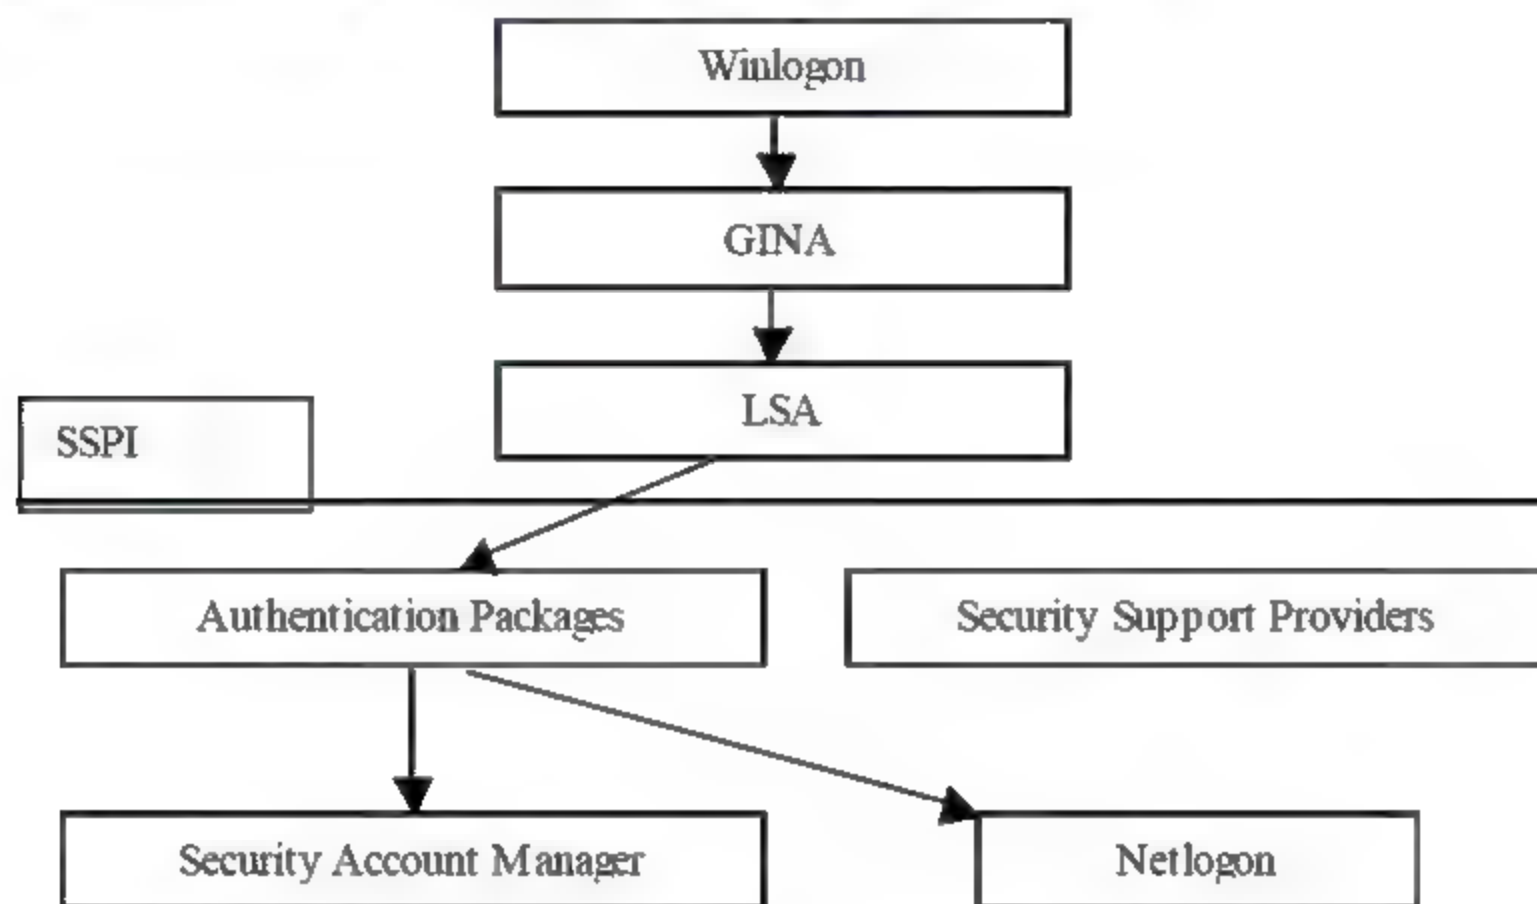 Winlogon
GINA
LSA
SSPI
Authentication Packages
Security Support Providers
Security Account Manager
Netlogon